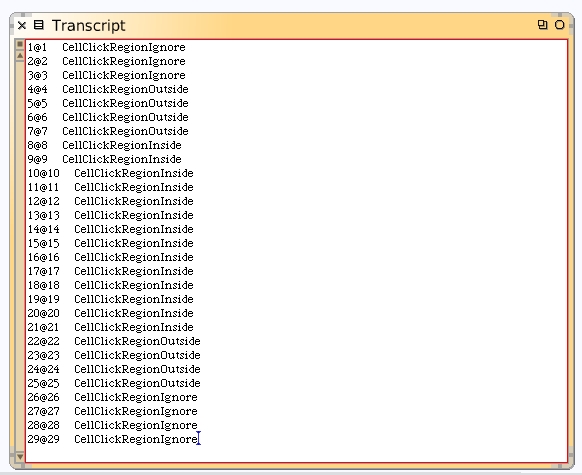 Transcript
1@1 CellClickRegionIgnore
2@2 CellClickRegionIgnore
3@3 CellClickRegionIgnore
4@4 CellClickRegionOutside
5@5 CellClickRegionOutside
6@6 CellClickRegionOutside
7@7 CellClickRegionOutside
8@8 CellClickRegionInside
9@9 CellClickRegionInside
10@10 CellClickRegionInside
11@11 CellClickRegionInside
12@12 CellClickRegionInside
13@13 CellClickRegionInside
14@14 CellClickRegionInside
15@15 CellClickRegionInside
16@16 CellClickRegionInside
17@17 CellClickRegionInside
18@18 CellClickRegionInside
19@19 CellClickRegionInside
20@20 CellClickRegionInside
21@21 CellClickRegionInside
22@22 CellClickRegionOutside
23@23 CellClickRegionOutside
24@24 CellClickRegionOutside
25@25 CellClickRegionOutside
26@26 CellClickRegionIgnore
27@27 CellClickRegionIgnore
28@28 CellClickRegionIgnore
29@29 CellClickRegionIgnore